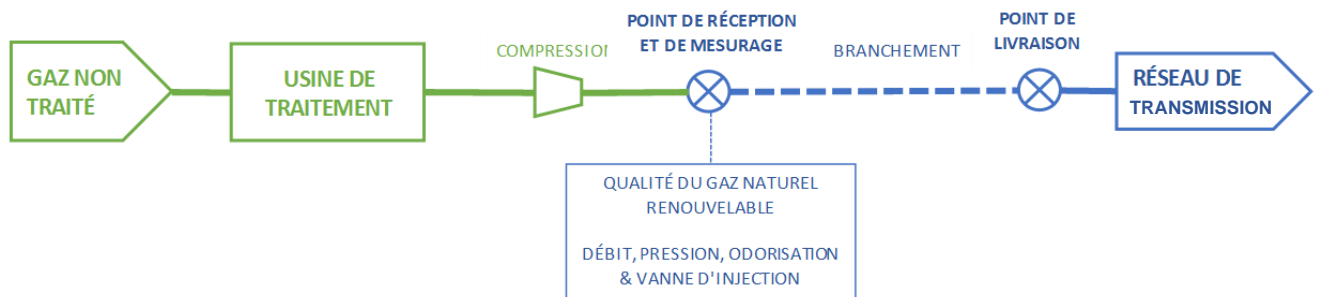 GAZ NON
TRAITÉ
USINE DE
TRAITEMENT
COMPRESSION
POINT DE RÉCEPTION
ET DE MESURAGE
BRANCHEMENT
POINT DE
LIVRAISON
RÉSEAU DE
TRANSMISSION
QUALITÉ DU GAZ NATUREL
RENOUVELABLE
DÉBIT, PRESSION, ODORISATION
& VANNE D'INJECTION